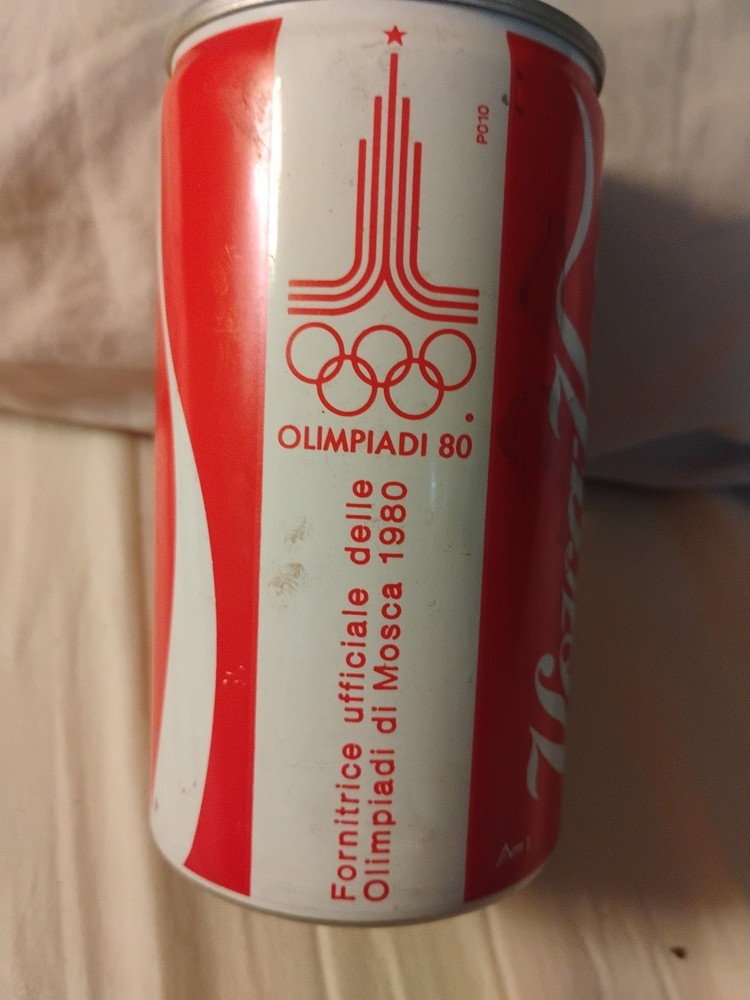 P010
OLIMPIADI 80
Fornitrice ufficiale delle
Olimpiadi di Mosca 1980